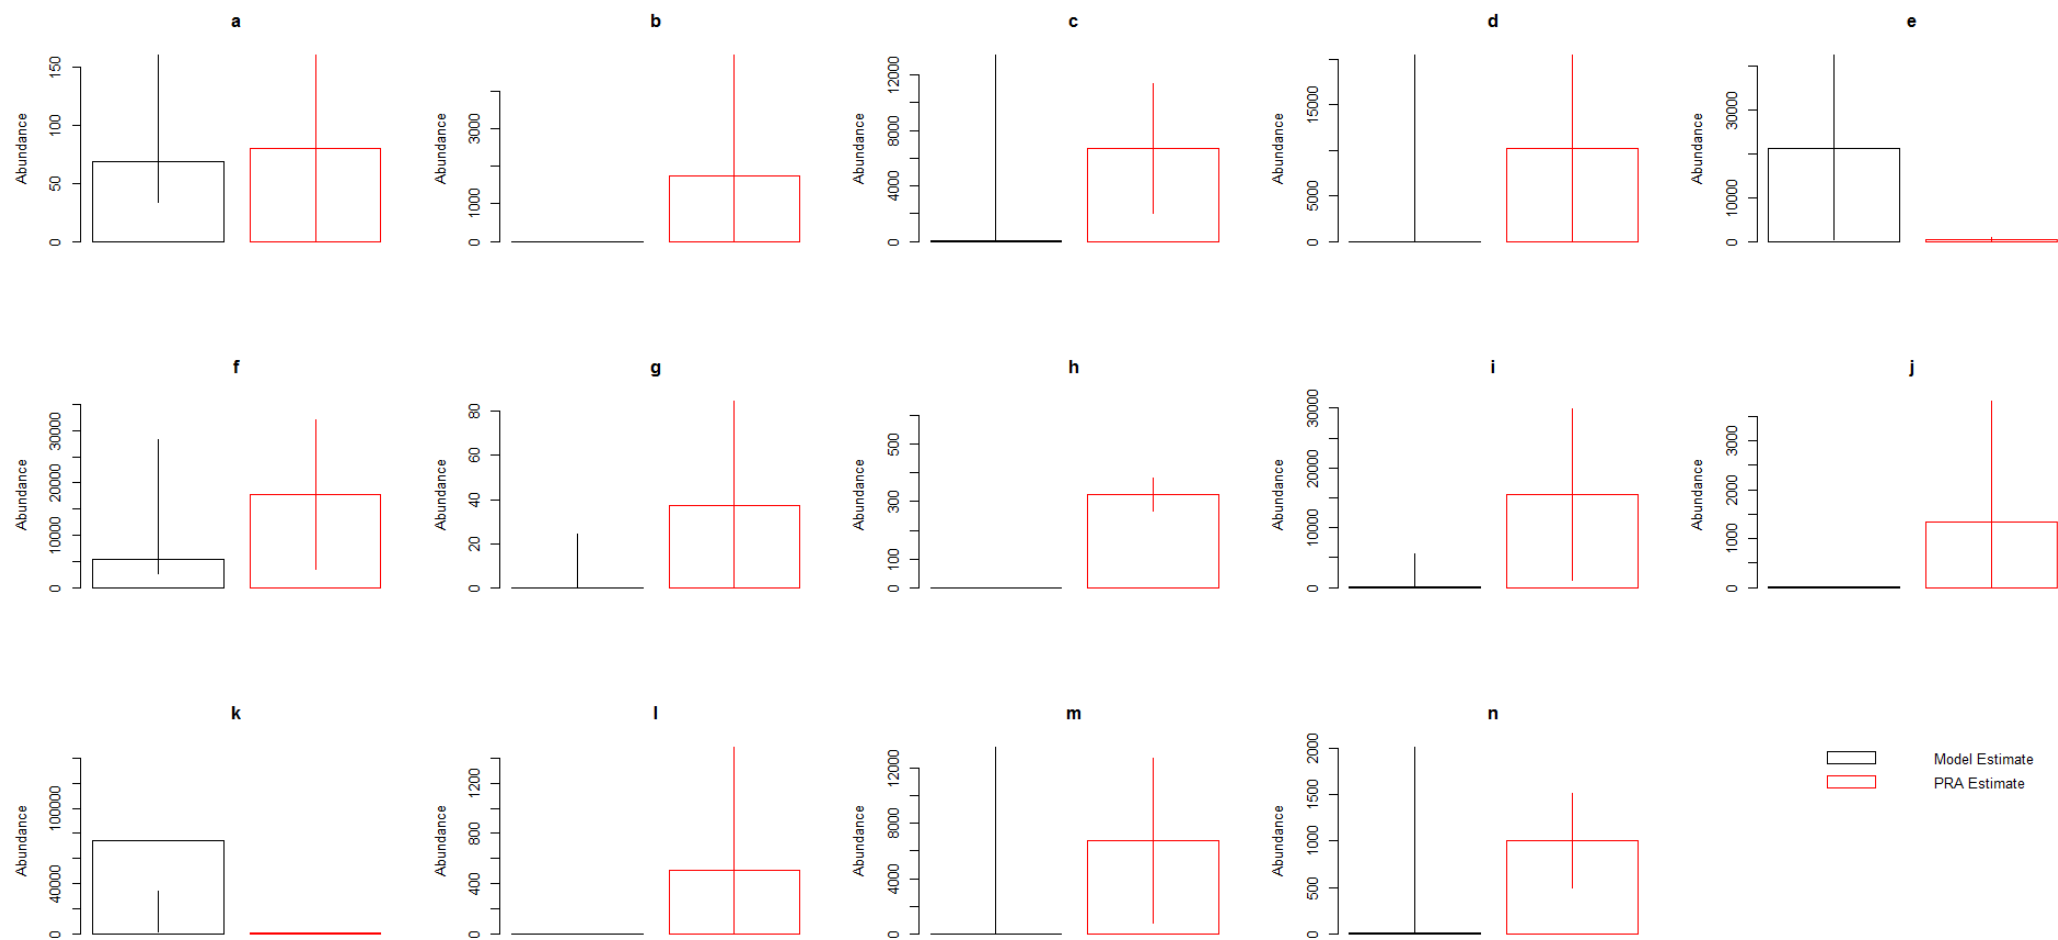 a
b
c
d
e
Abundance
0
50
100
150
Abundance
0
1000
3000
Abundance
0
4000
8000
12000
Abundance
0
5000
15000
Abundance
0
10000
30000
f
g
h
i
j
Abundance
0
10000
20000
30000
Abundance
0
20
40
60
80
Abundance
0
100
300
500
Abundance
0
10000
20000
30000
Abundance
0
1000
2000
3000
k
l
m
n
Abundance
0
40000
100000
Abundance
0
400
800
1200
Abundance
0
4000
8000
12000
Abundance
0
500
1000
1500
2000
Model Estimate
PRA Estimate